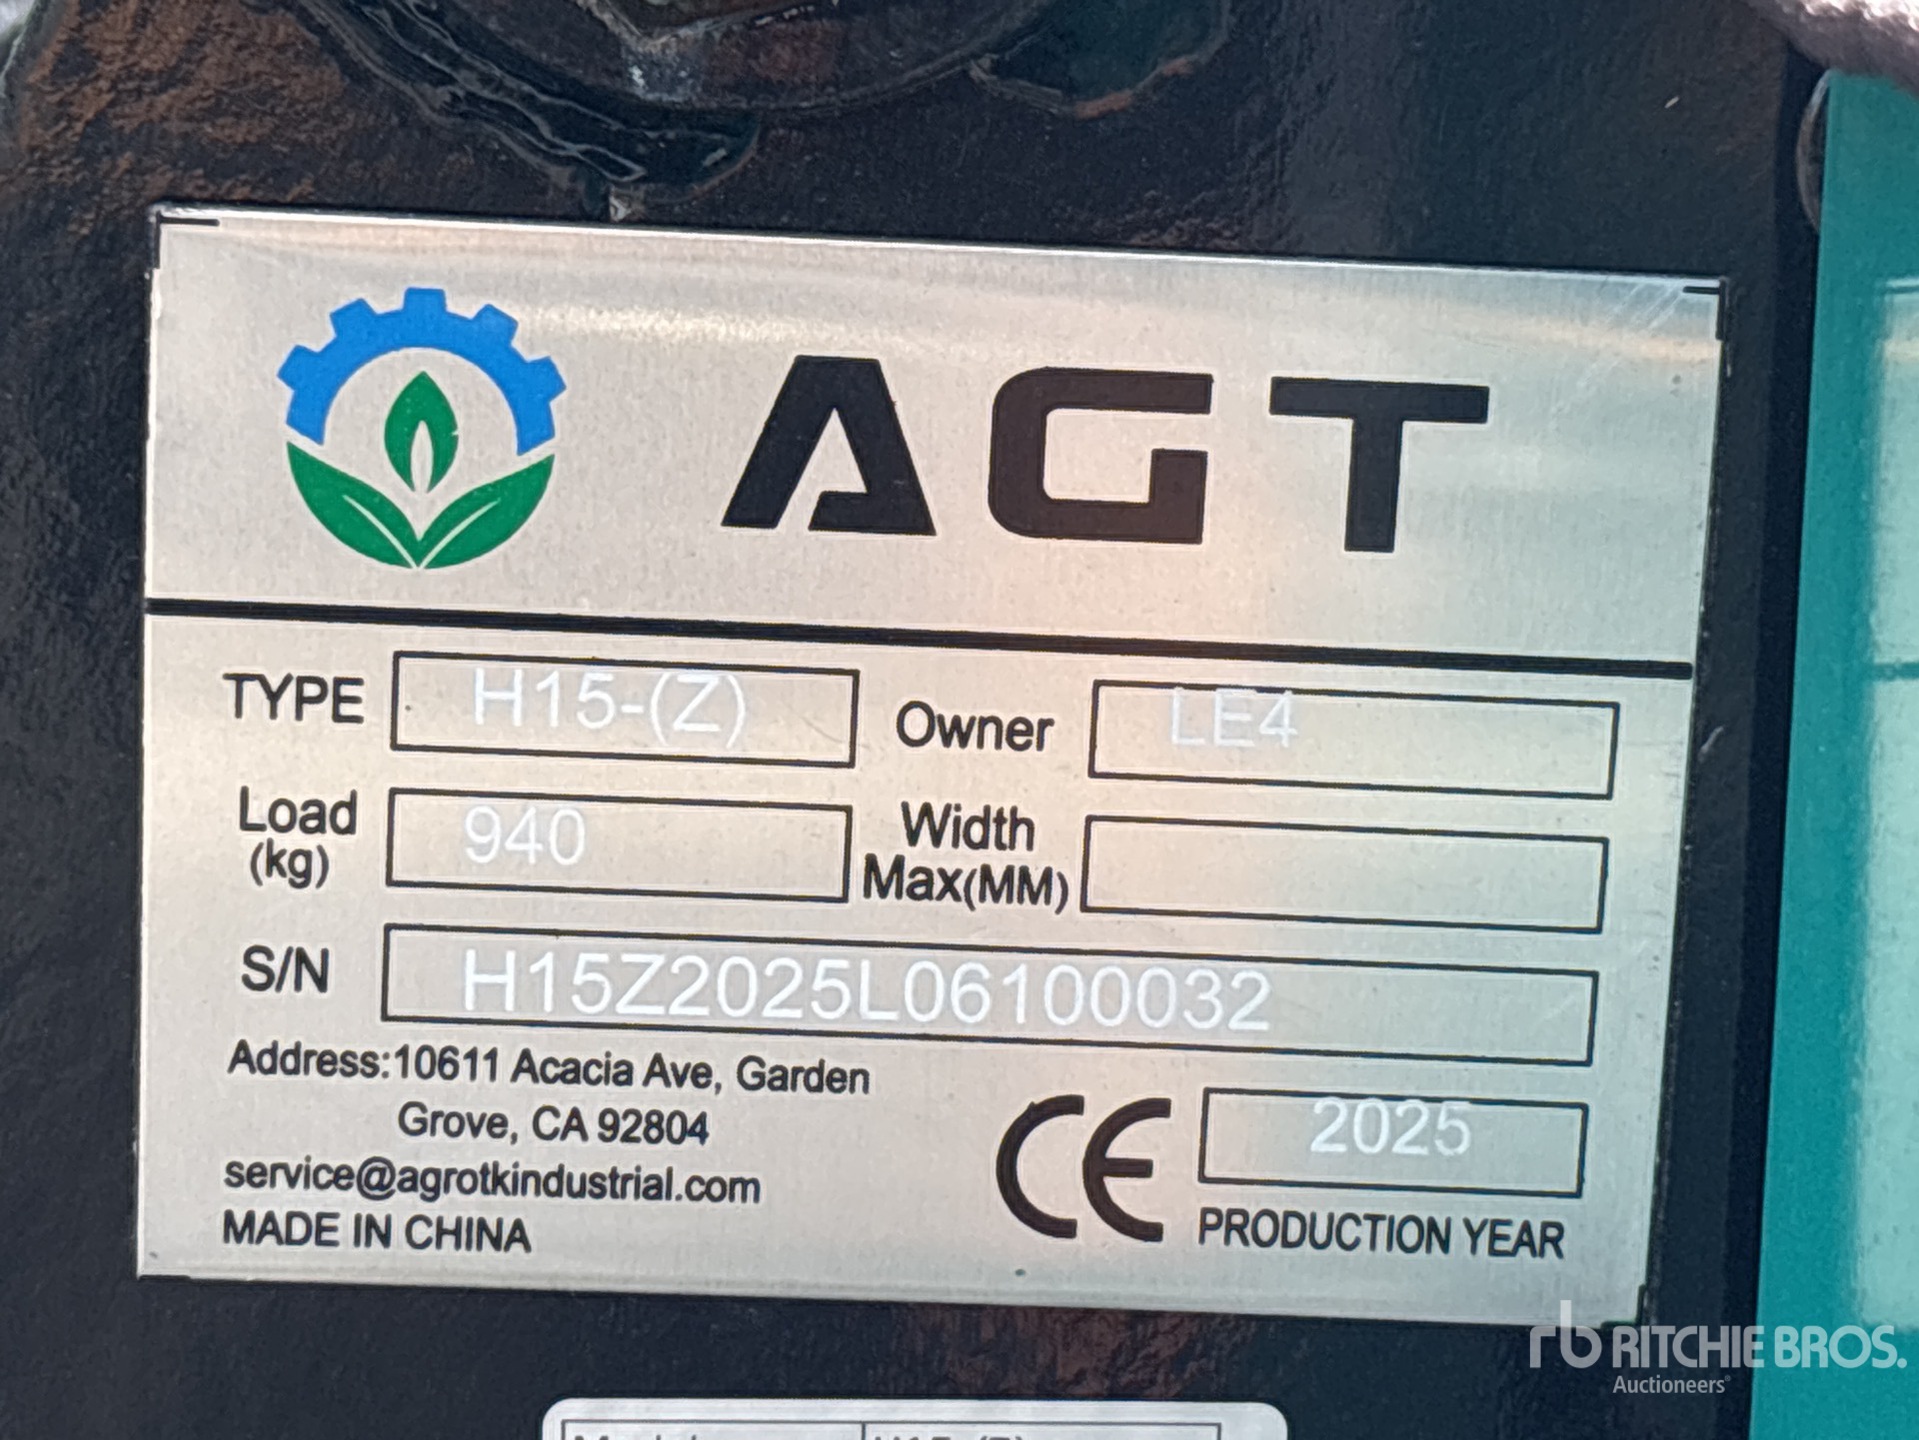 AGT
TYPE H15-(Z) Owner LE4
Load (kg) 940 Width Max(MM)
S/N H15Z2025L06100032
Address:10611 Acacia Ave, Garden
Grove, CA 92804
service@agrotkindustrial.com
MADE IN CHINA
CE 2025
PRODUCTION YEAR
rb RITCHIE BROS.
Auctioneers